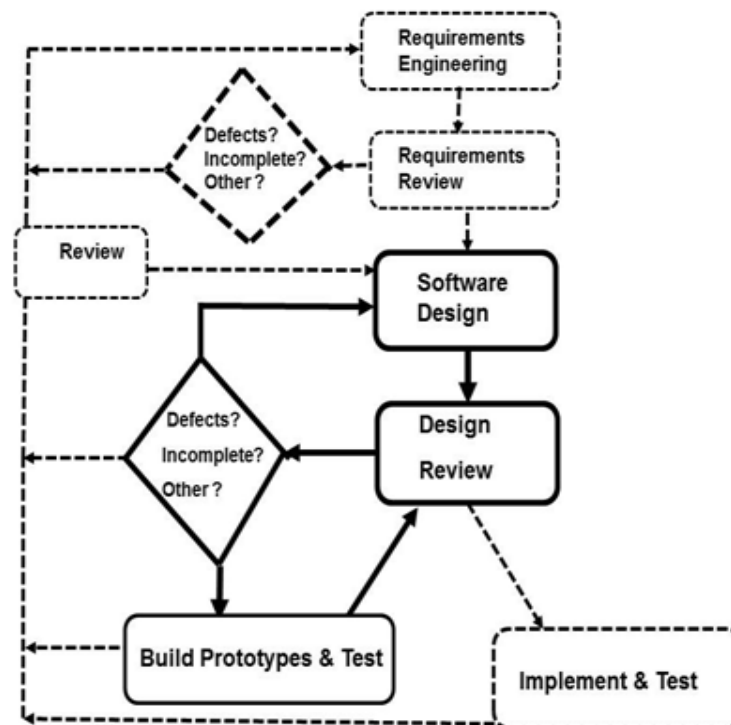 Requirements
Engineering
Defects?
Incomplete?
Other ?
Requirements
Review
Review
Software
Design
Defects?
Incomplete?
Other ?
Design
Review
Build Prototypes & Test
Implement & Test